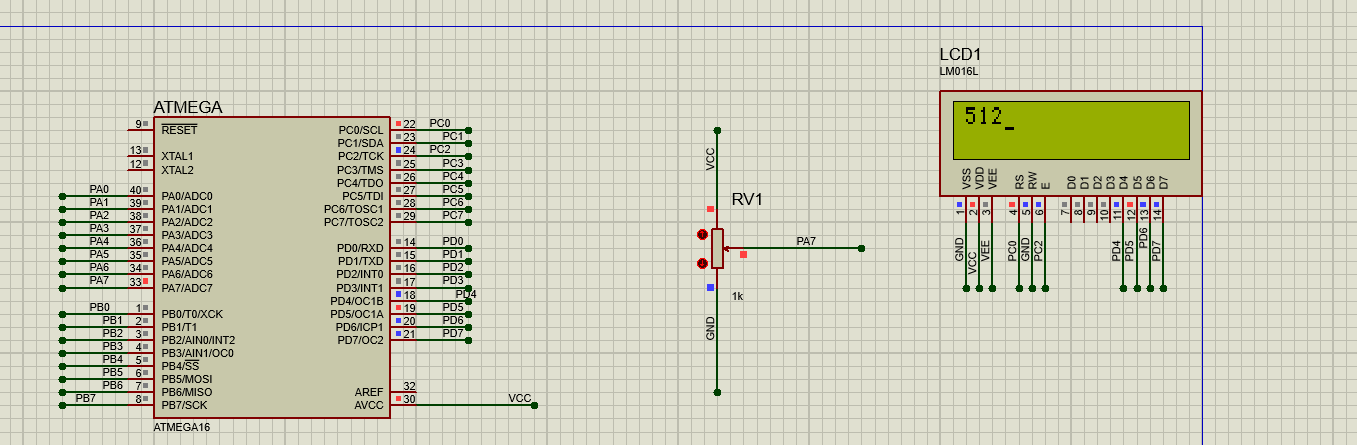 ATMEGA
9 RESET
13 XTAL1
12 XTAL2
PA0 40 PA0/ADC0
PA1 39 PA1/ADC1
PA2 38 PA2/ADC2
PA3 37 PA3/ADC3
PA4 36 PA4/ADC4
PA5 35 PA5/ADC5
PA6 34 PA6/ADC6
PA7 33 PA7/ADC7
PB0 1 PB0/T0/XCK
PB1 2 PB1/T1
PB2 3 PB2/AIN0/INT2
PB3 4 PB3/AIN1/OC0
PB4 5 PB4/SS
PB5 6 PB5/MOSI
PB6 7 PB6/MISO
PB7 8 PB7/SCK
PC0/SCL 22 PC0
PC1/SDA 23 PC1
PC2/TCK 24 PC2
PC3/TMS 25 PC3
PC4/TDO 26 PC4
PC5/TDI 27 PC5
PC6/TOSC1 28 PC6
PC7/TOSC2 29 PC7
PD0/RXD 14 PD0
PD1/TXD 15 PD1
PD2/INT0 16 PD2
PD3/INT1 17 PD3
PD4/OC1B 18 PD4
PD5/OC1A 19 PD5
PD6/ICP1 20 PD6
PD7/OC2 21 PD7
AREF 32
AVCC 30 VCC
ATMEGA16
VCC
RV1
PA7
1k
GND
LCD1
LM016L
512_
VSS VDD VEE RS RW E D0 D1 D2 D3 D4 D5 D6 D7
1 2 3 4 5 6 7 8 9 10 11 12 13 14
GND VCC VEE PC0 GND PC2 PD4 PD5 PD6 PD7